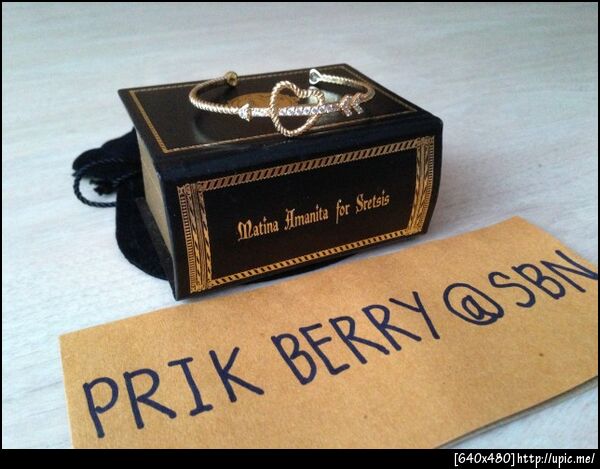 Matina Amanita for Sretsis
PRIK BERRY @ SBN
[640x480]http://upic.me/